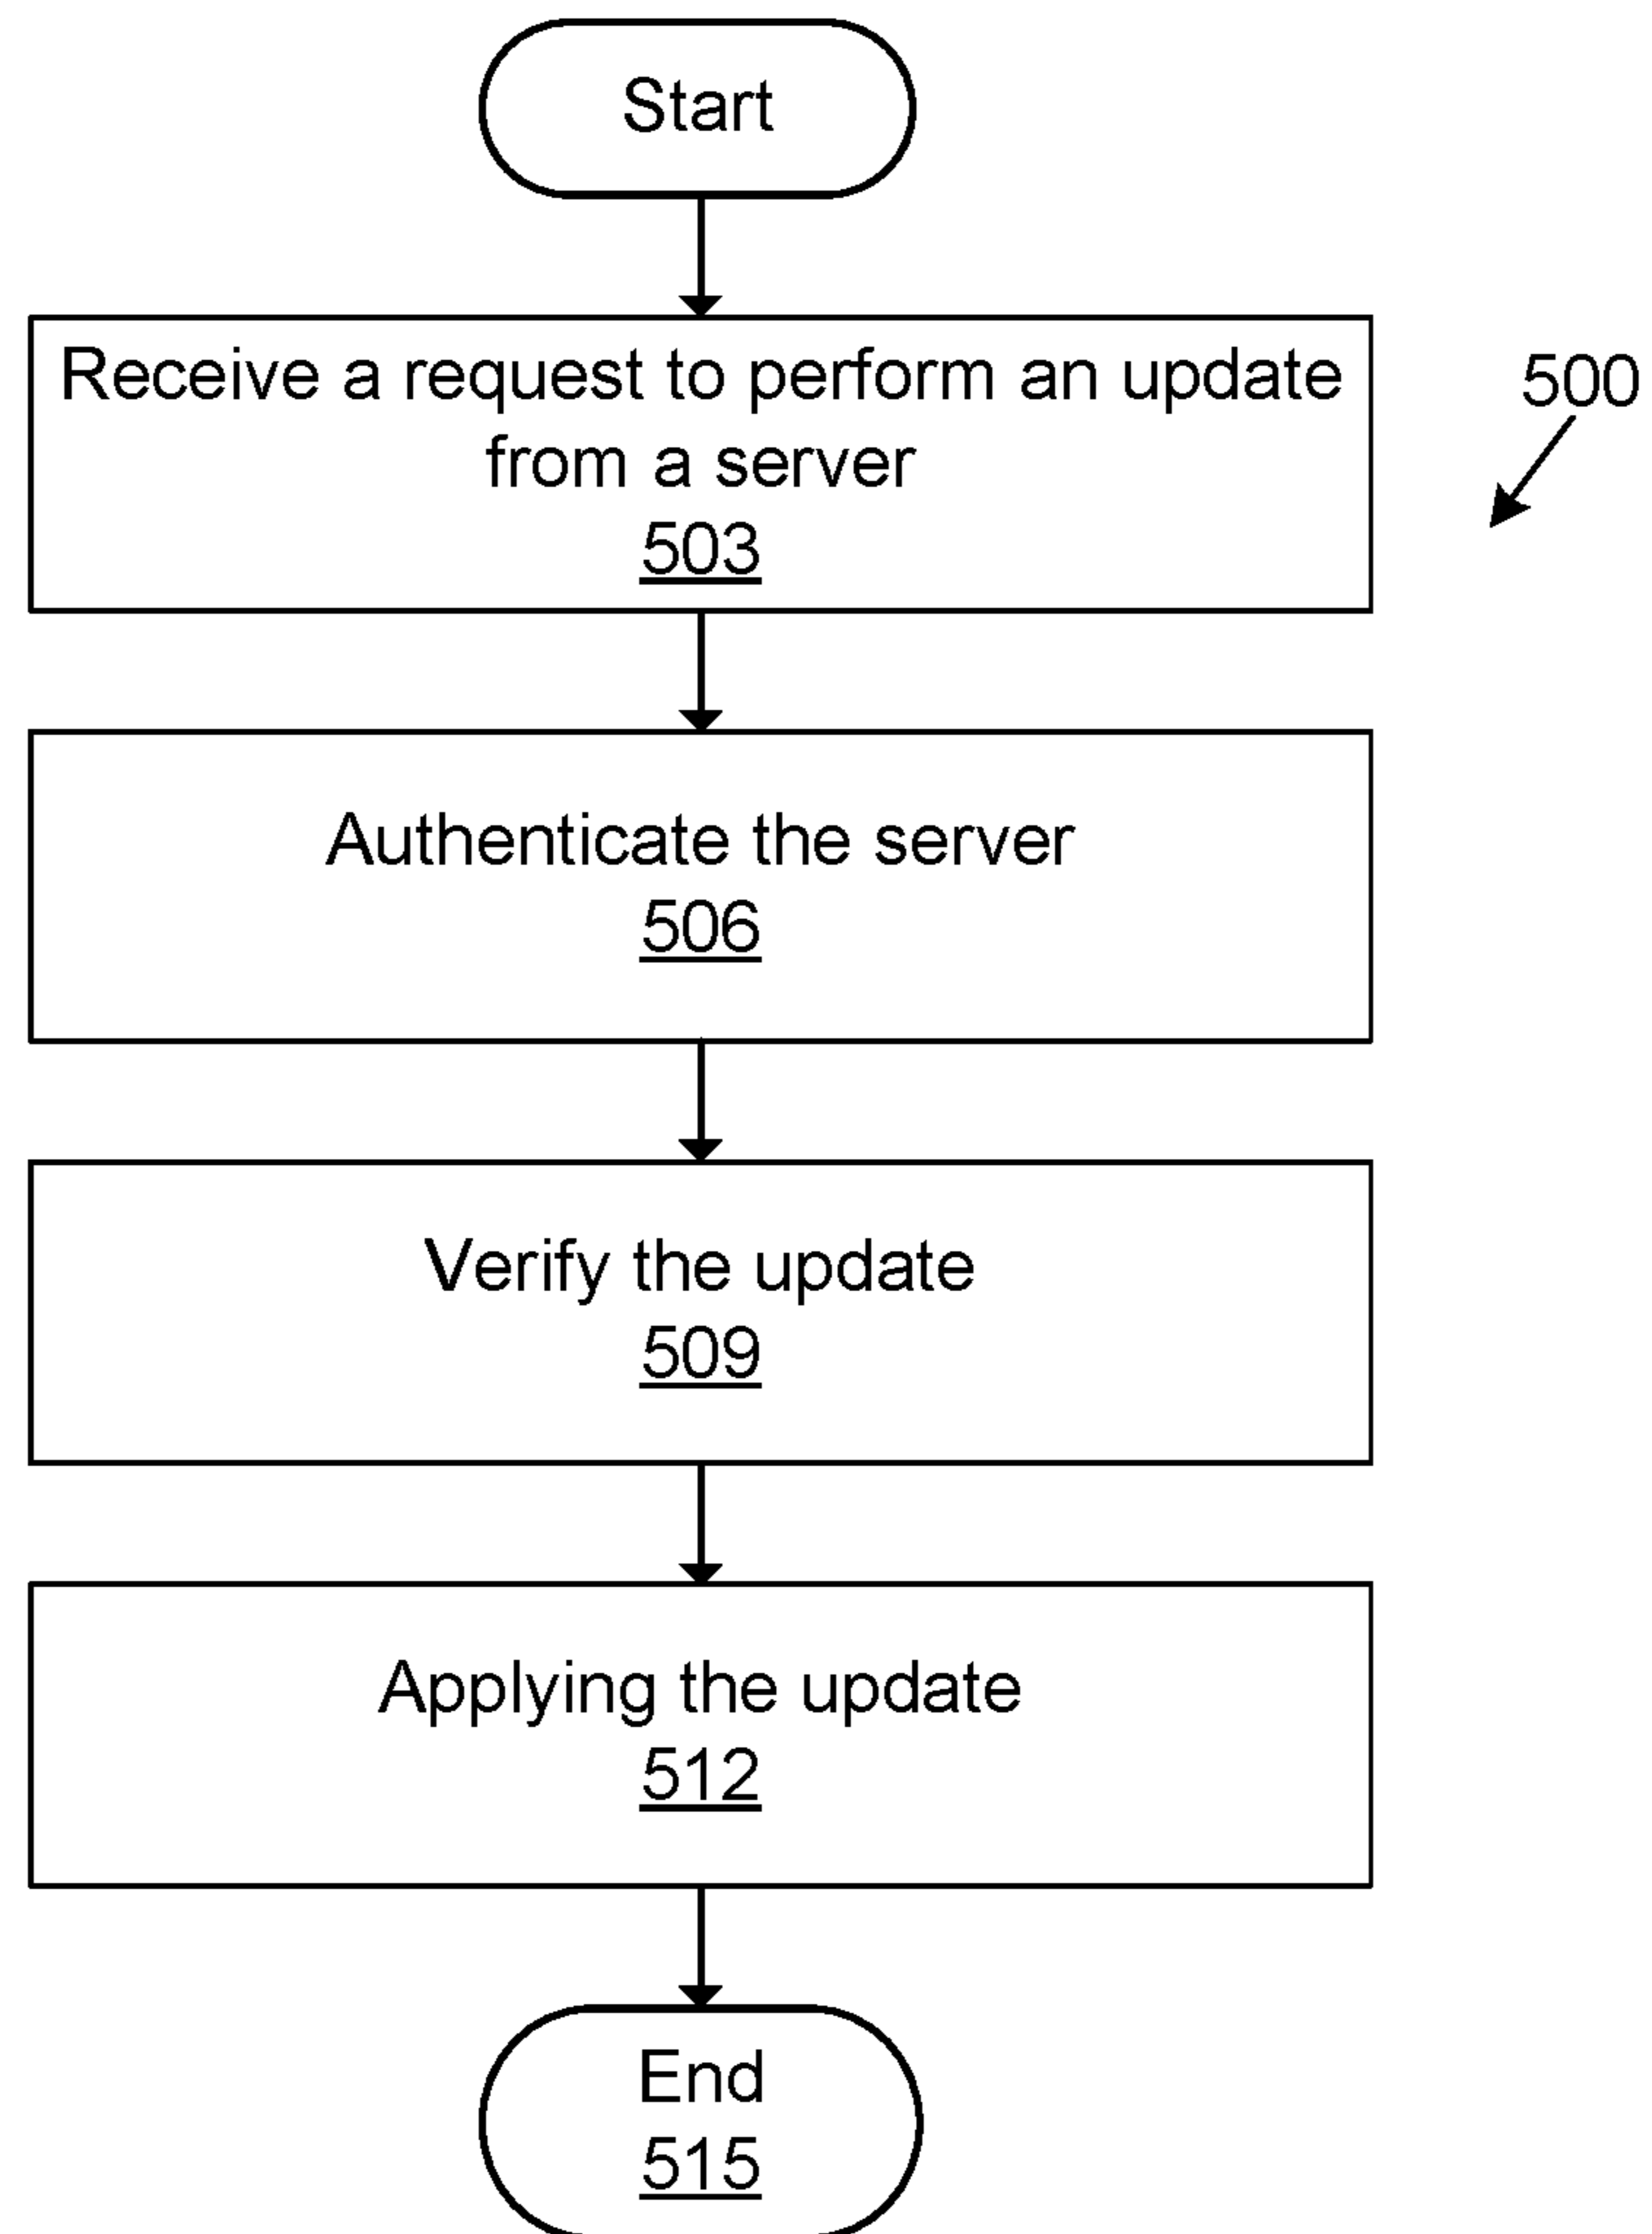 Start
Receive a request to perform an update
from a server
503
500
Authenticate the server
506
Verify the update
509
Applying the update
512
End
515